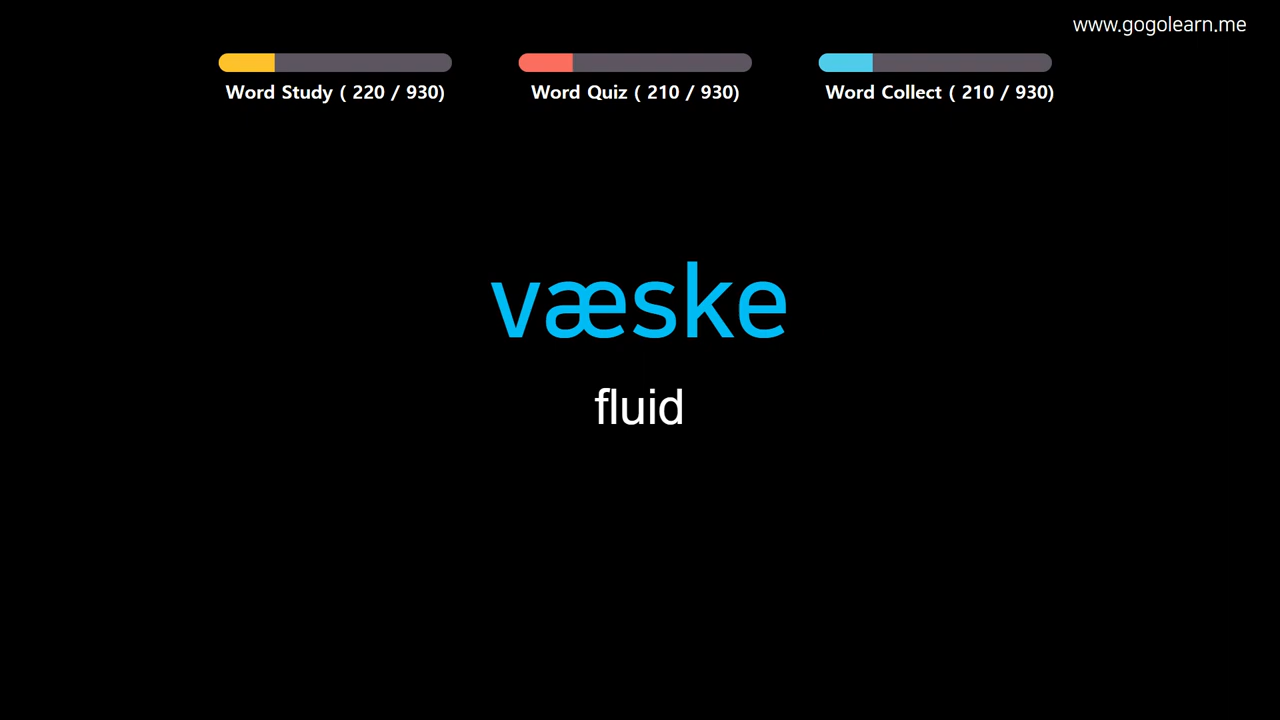 www.gogolearn.me
Word Study ( 220 / 930)
Word Quiz ( 210 / 930)
Word Collect ( 210 / 930)
væske
fluid